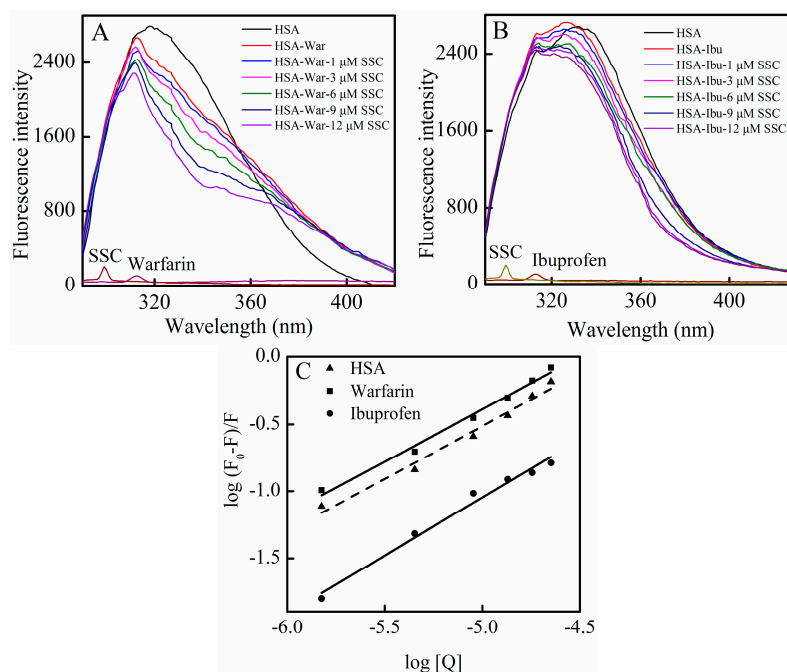 A
HSA
HSA-War
HSA-War-1 μM SSC
HSA-War-3 μM SSC
HSA-War-6 μM SSC
HSA-War-9 μM SSC
HSA-War-12 μM SSC
2400
1600
800
0
Fluorescence intensity
SSC
Warfarin
320
360
400
Wavelength (nm)
B
HSA
HSA-Ibu
HSA-Ibu-1 μM SSC
HSA-Ibu-3 μM SSC
HSA-Ibu-6 μM SSC
HSA-Ibu-9 μM SSC
HSA-Ibu-12 μM SSC
2400
1600
800
0
Fluorescence intensity
SSC
Ibuprofen
320
360
400
Wavelength (nm)
C
HSA
Warfarin
Ibuprofen
0.0
-0.5
-1.0
-1.5
log (F0-F)/F
-6.0
-5.5
-5.0
-4.5
log [Q]